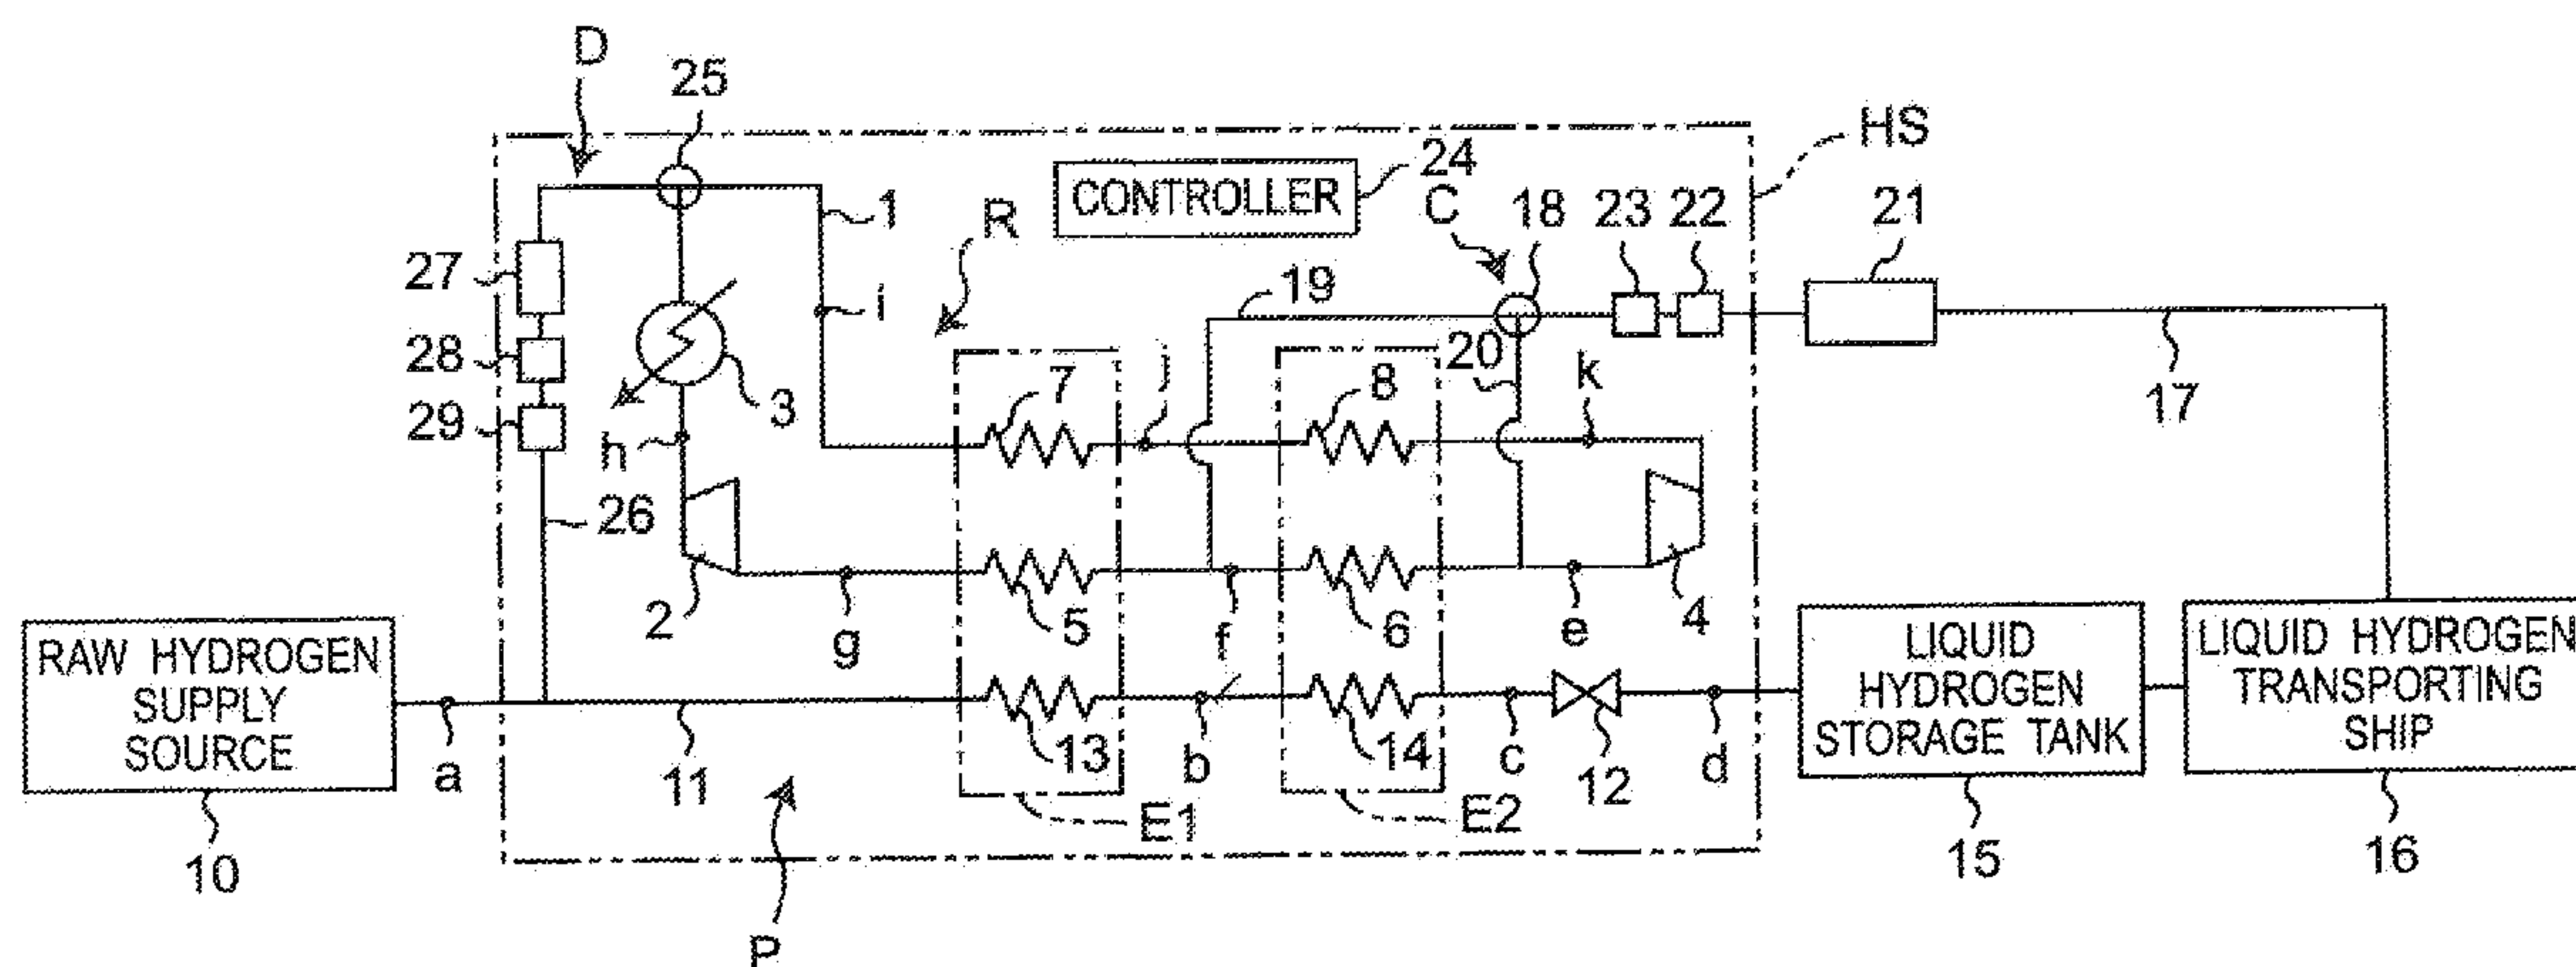 D
25
HS
24
CONTROLLER
C
18
23
22
21
1
R
27
i
19
20
17
28
3
7
j
8
k
29
h
26
2
g
5
f
6
e
4
RAW HYDROGEN
SUPPLY
SOURCE
LIQUID
HYDROGEN
STORAGE TANK
LIQUID HYDROGEN
TRANSPORTING
SHIP
a
11
13
b
14
c
12
d
E1
E2
10
15
16
P